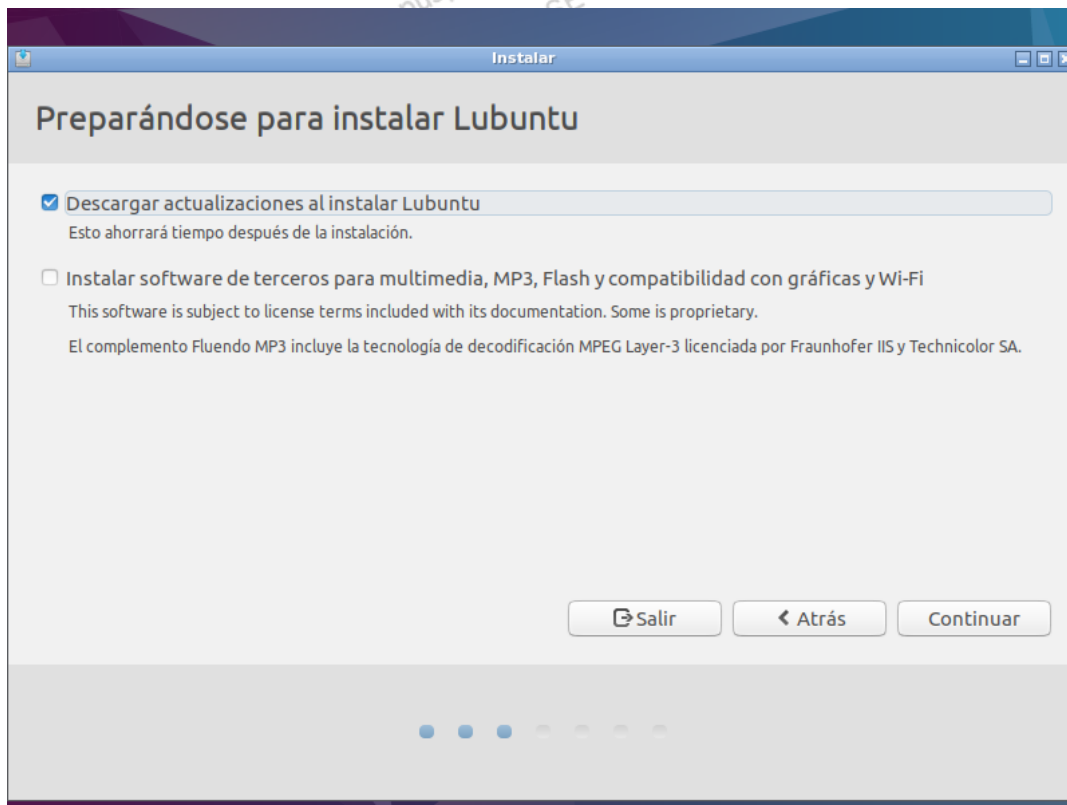 Instalar
Preparándose para instalar Lubuntu
Descargar actualizaciones al instalar Lubuntu
Esto ahorrará tiempo después de la instalación.
Instalar software de terceros para multimedia, MP3, Flash y compatibilidad con gráficas y Wi-Fi
This software is subject to license terms included with its documentation. Some is proprietary.
El complemento Fluendo MP3 incluye la tecnología de decodificación MPEG Layer-3 licenciada por Fraunhofer IIS y Technicolor SA.
Salir
Atrás
Continuar